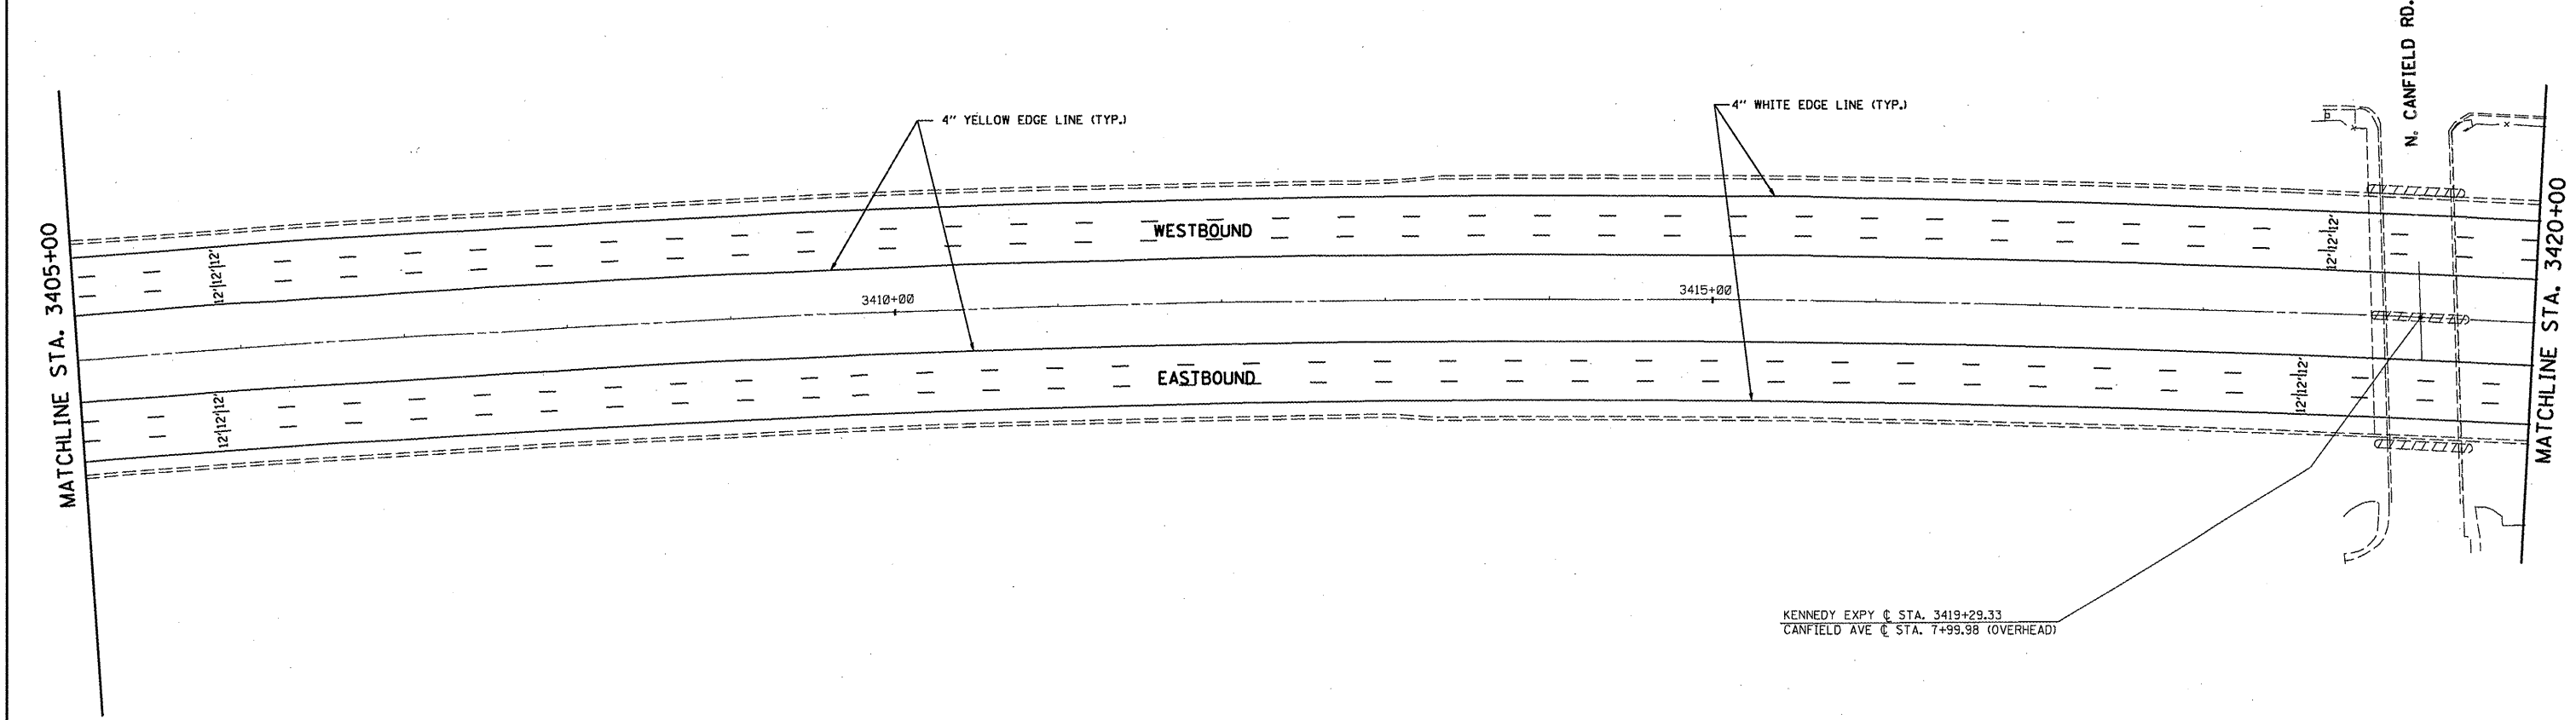 N. CANFIELD RD.
4" YELLOW EDGE LINE (TYP.)
4" WHITE EDGE LINE (TYP.)
MATCHLINE STA. 3405+00
MATCHLINE STA. 3420+00
12' 12' 12'
WESTBOUND
12' 12' 12'
3410+00
3415+00
12' 12' 12'
EASTBOUND
12' 12' 12'
KENNEDY EXPY ℄ STA. 3419+29.33
CANFIELD AVE ℄ STA. 7+99.98 (OVERHEAD)